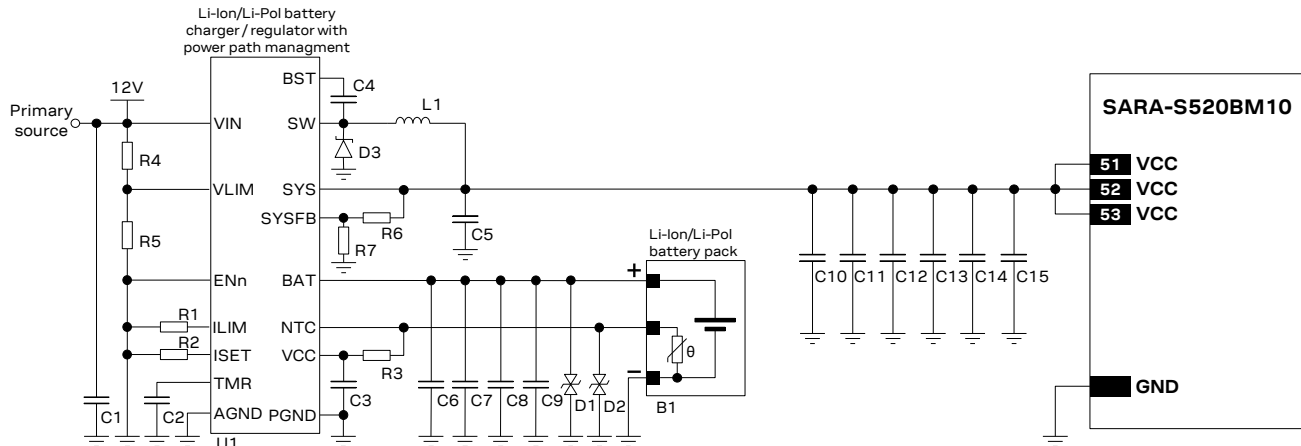 Li-Ion/Li-Pol battery
charger / regulator with
power path managment
12V
Primary
source
VIN
VLIM
ENn
ILIM
ISET
TMR
AGND
BST
SW
SYS
SYSFB
BAT
NTC
VCC
PGND
U1
R4
R5
R1
R2
C1
C2
C4
L1
D3
R6
R7
C5
R3
C3
C6
C7
C8
C9
D1
D2
Li-Ion/Li-Pol
battery pack
+
θ
–
B1
C10
C11
C12
C13
C14
C15
SARA-S520BM10
51 VCC
52 VCC
53 VCC
GND